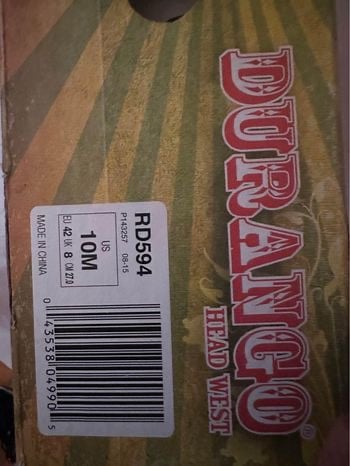 DURANGO®
HEAD WEST
RD594
P143257 08-15
US
10M
EU 42 UK 8 CM 27.0
MADE IN CHINA
0 43538 04990 5